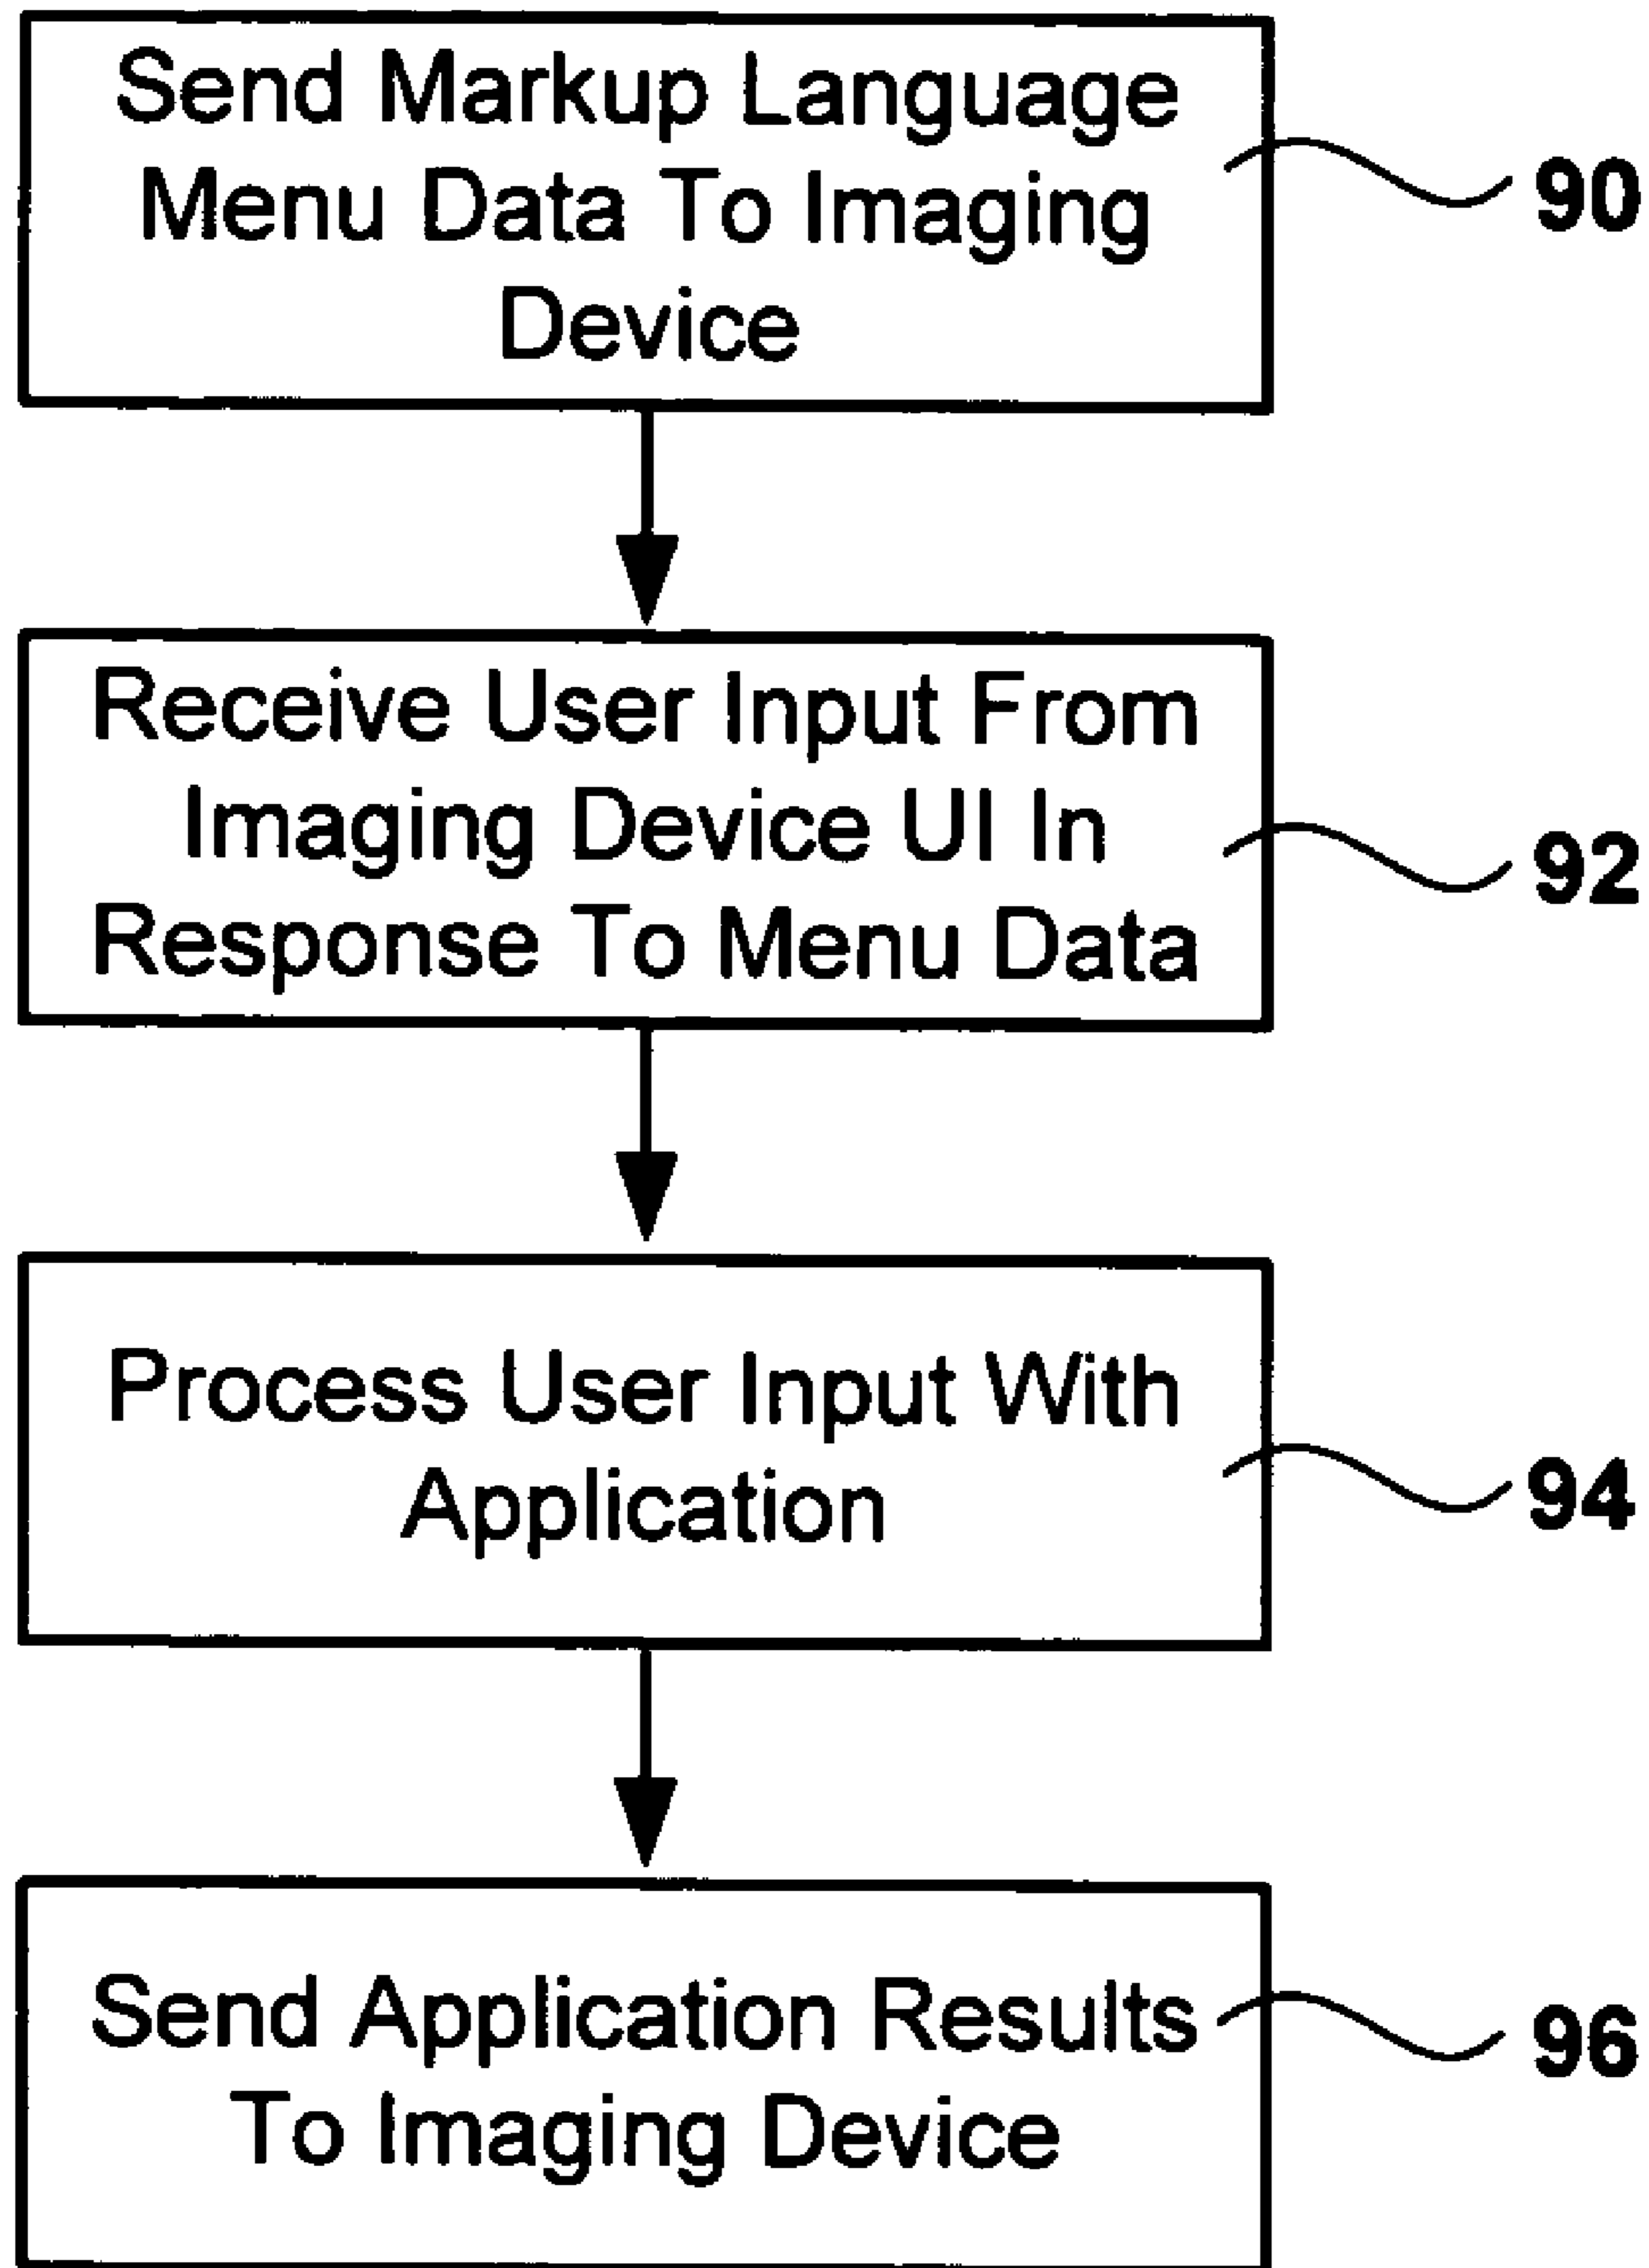 Send Markup Language
Menu Data To Imaging
Device
90
Receive User Input From
Imaging Device UI In
Response To Menu Data
92
Process User Input With
Application
94
Send Application Results
To Imaging Device
96